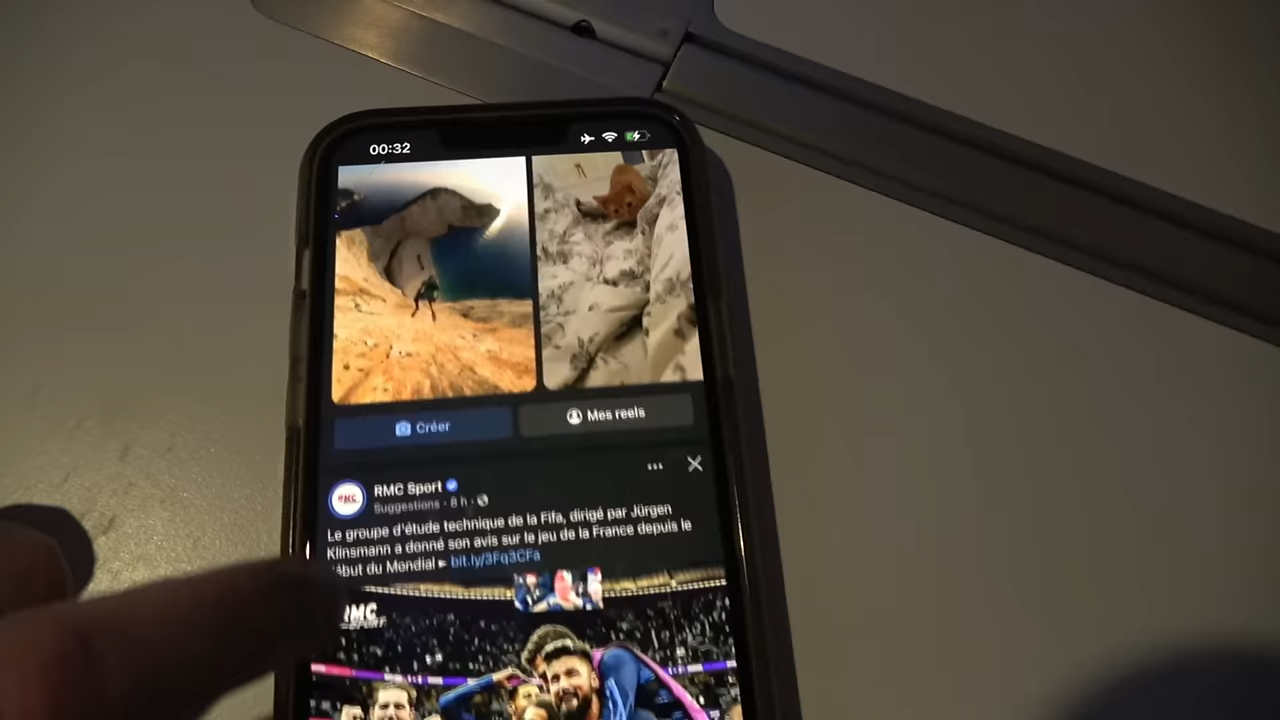 00:32
Créer
Mes reels
RMC Sport
Suggestions · 8 h ·
Le groupe d'étude technique de la Fifa, dirigé par Jürgen
Klinsmann a donné son avis sur le jeu de la France depuis le
début du Mondial ► bit.ly/3Fq3CFa
RMC
SPORT